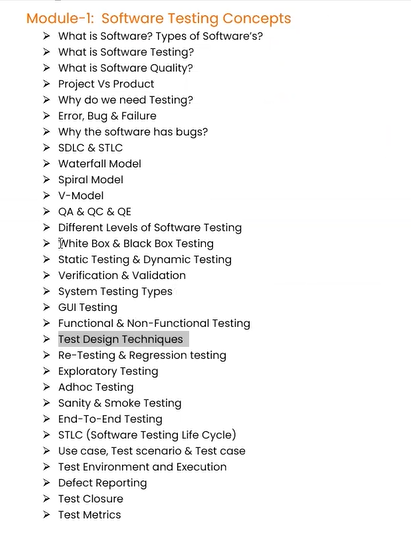 Module-1: Software Testing Concepts
➢ What is Software? Types of Software's?
➢ What is Software Testing?
➢ What is Software Quality?
➢ Project Vs Product
➢ Why do we need Testing?
➢ Error, Bug & Failure
➢ Why the software has bugs?
➢ SDLC & STLC
➢ Waterfall Model
➢ Spiral Model
➢ V-Model
➢ QA & QC & QE
➢ Different Levels of Software Testing
➢ White Box & Black Box Testing
➢ Static Testing & Dynamic Testing
➢ Verification & Validation
➢ System Testing Types
➢ GUI Testing
➢ Functional & Non-Functional Testing
➢ Test Design Techniques
➢ Re-Testing & Regression testing
➢ Exploratory Testing
➢ Adhoc Testing
➢ Sanity & Smoke Testing
➢ End-To-End Testing
➢ STLC (Software Testing Life Cycle)
➢ Use case, Test scenario & Test case
➢ Test Environment and Execution
➢ Defect Reporting
➢ Test Closure
➢ Test Metrics